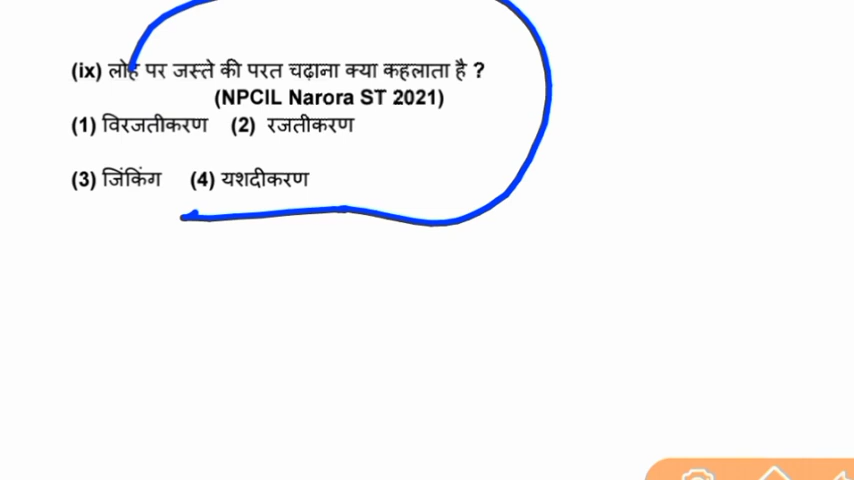 (ix) लोहे पर जस्ते की परत चढ़ाना क्या कहलाता है ?
(NPCIL Narora ST 2021)
(1) विरजतीकरण (2) रजतीकरण
(3) जिंकिंग (4) यशदीकरण